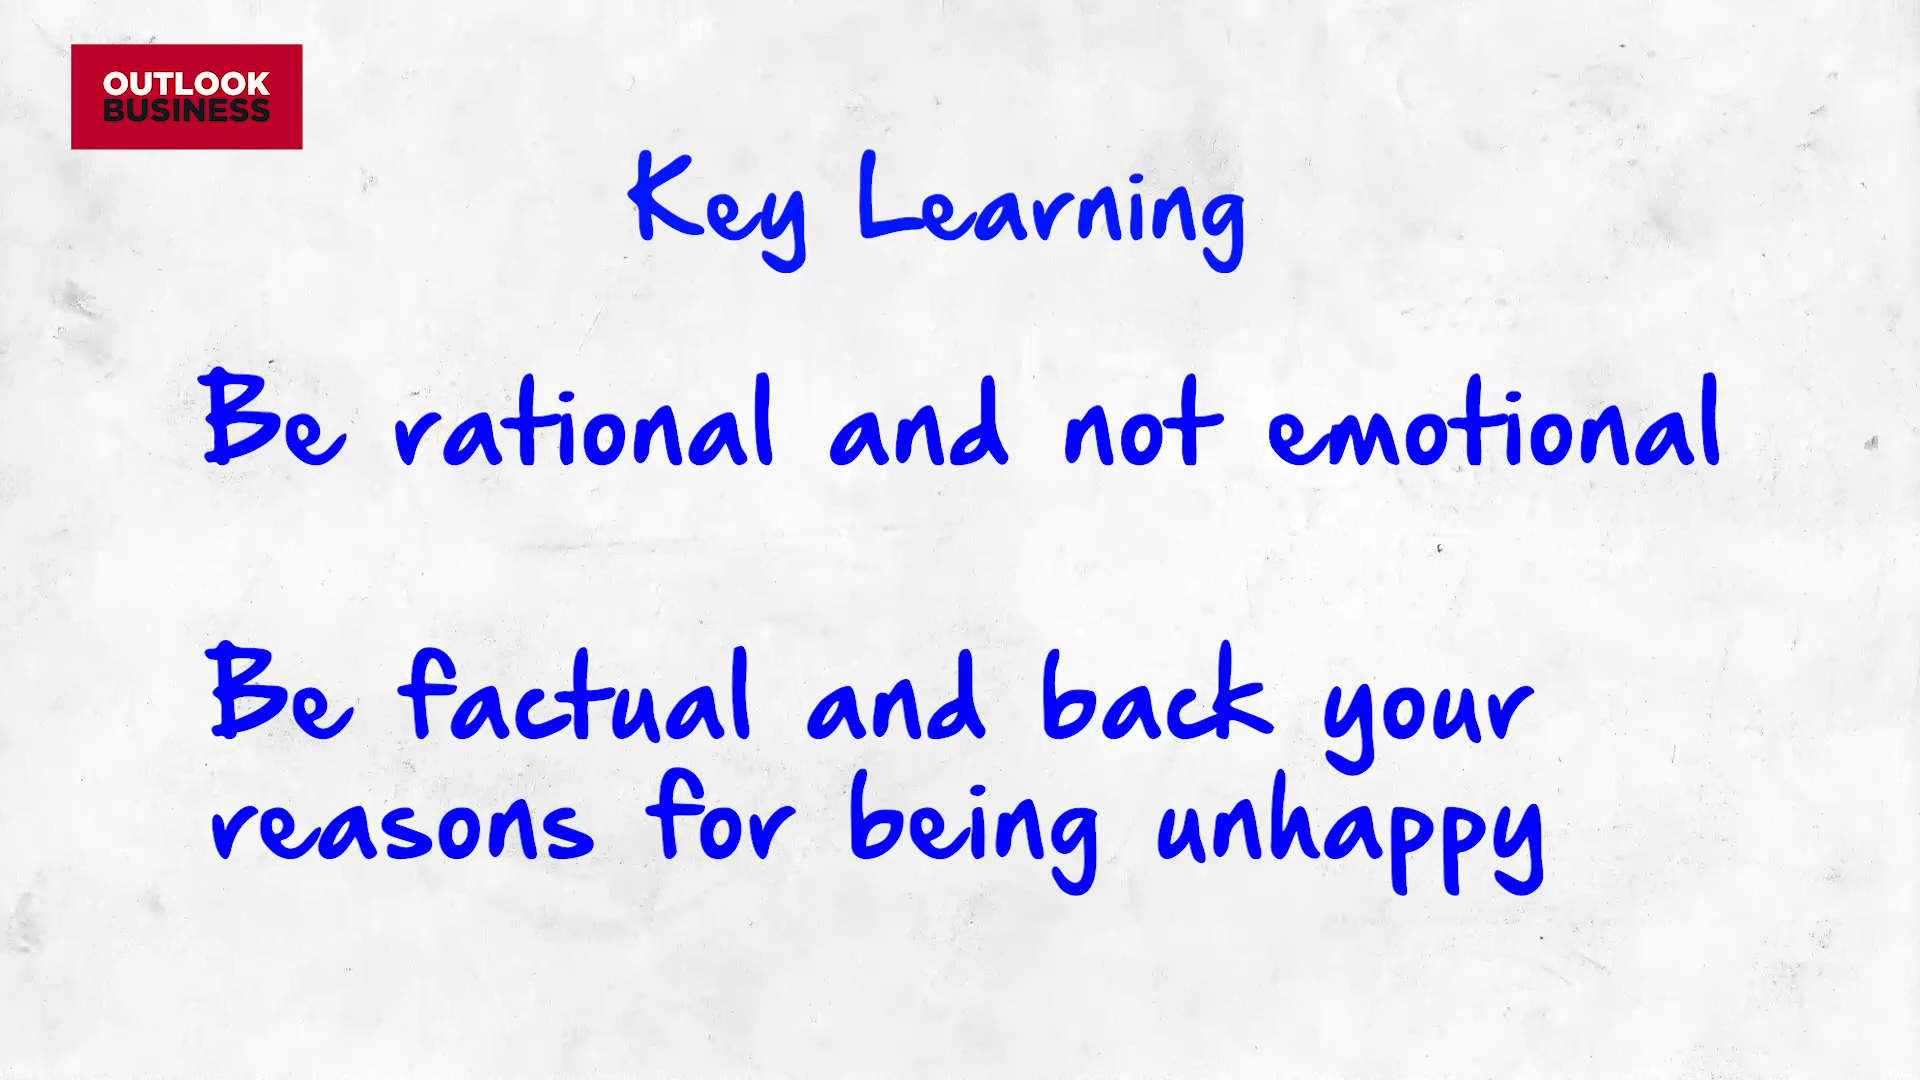 OUTLOOK
BUSINESS
Key Learning
Be rational and not emotional
Be factual and back your
reasons for being unhappy